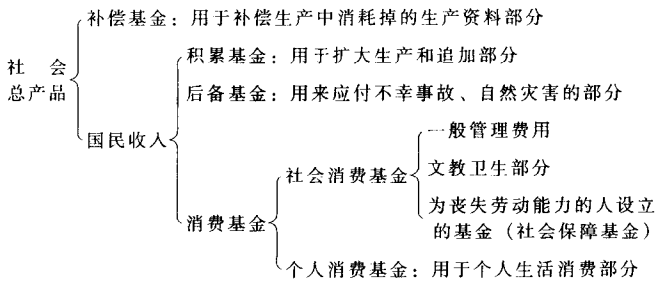 补偿基金：用于补偿生产中消耗掉的生产资料部分
社会
总产品
积累基金：用于扩大生产和追加部分
后备基金：用来应付不幸事故、自然灾害的部分
国民收入
一般管理费用
社会消费基金
文教卫生部分
为丧失劳动能力的人设立
的基金（社会保障基金）
消费基金
个人消费基金：用于个人生活消费部分